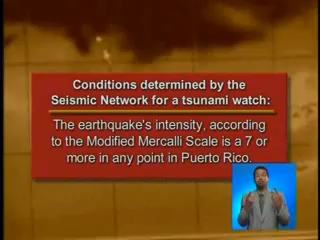 Conditions determined by the
Seismic Network for a tsunami watch:
The earthquake's intensity, according
to the Modified Mercalli Scale is a 7 or
more in any point in Puerto Rico.